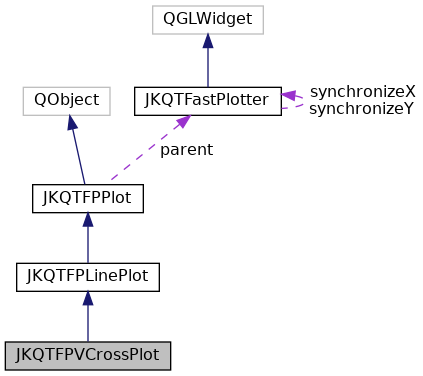 QGLWidget
QObject
JKQTFastPlotter
synchronizeX
synchronizeY
parent
JKQTFPPlot
JKQTFPLinePlot
JKQTFPVCrossPlot